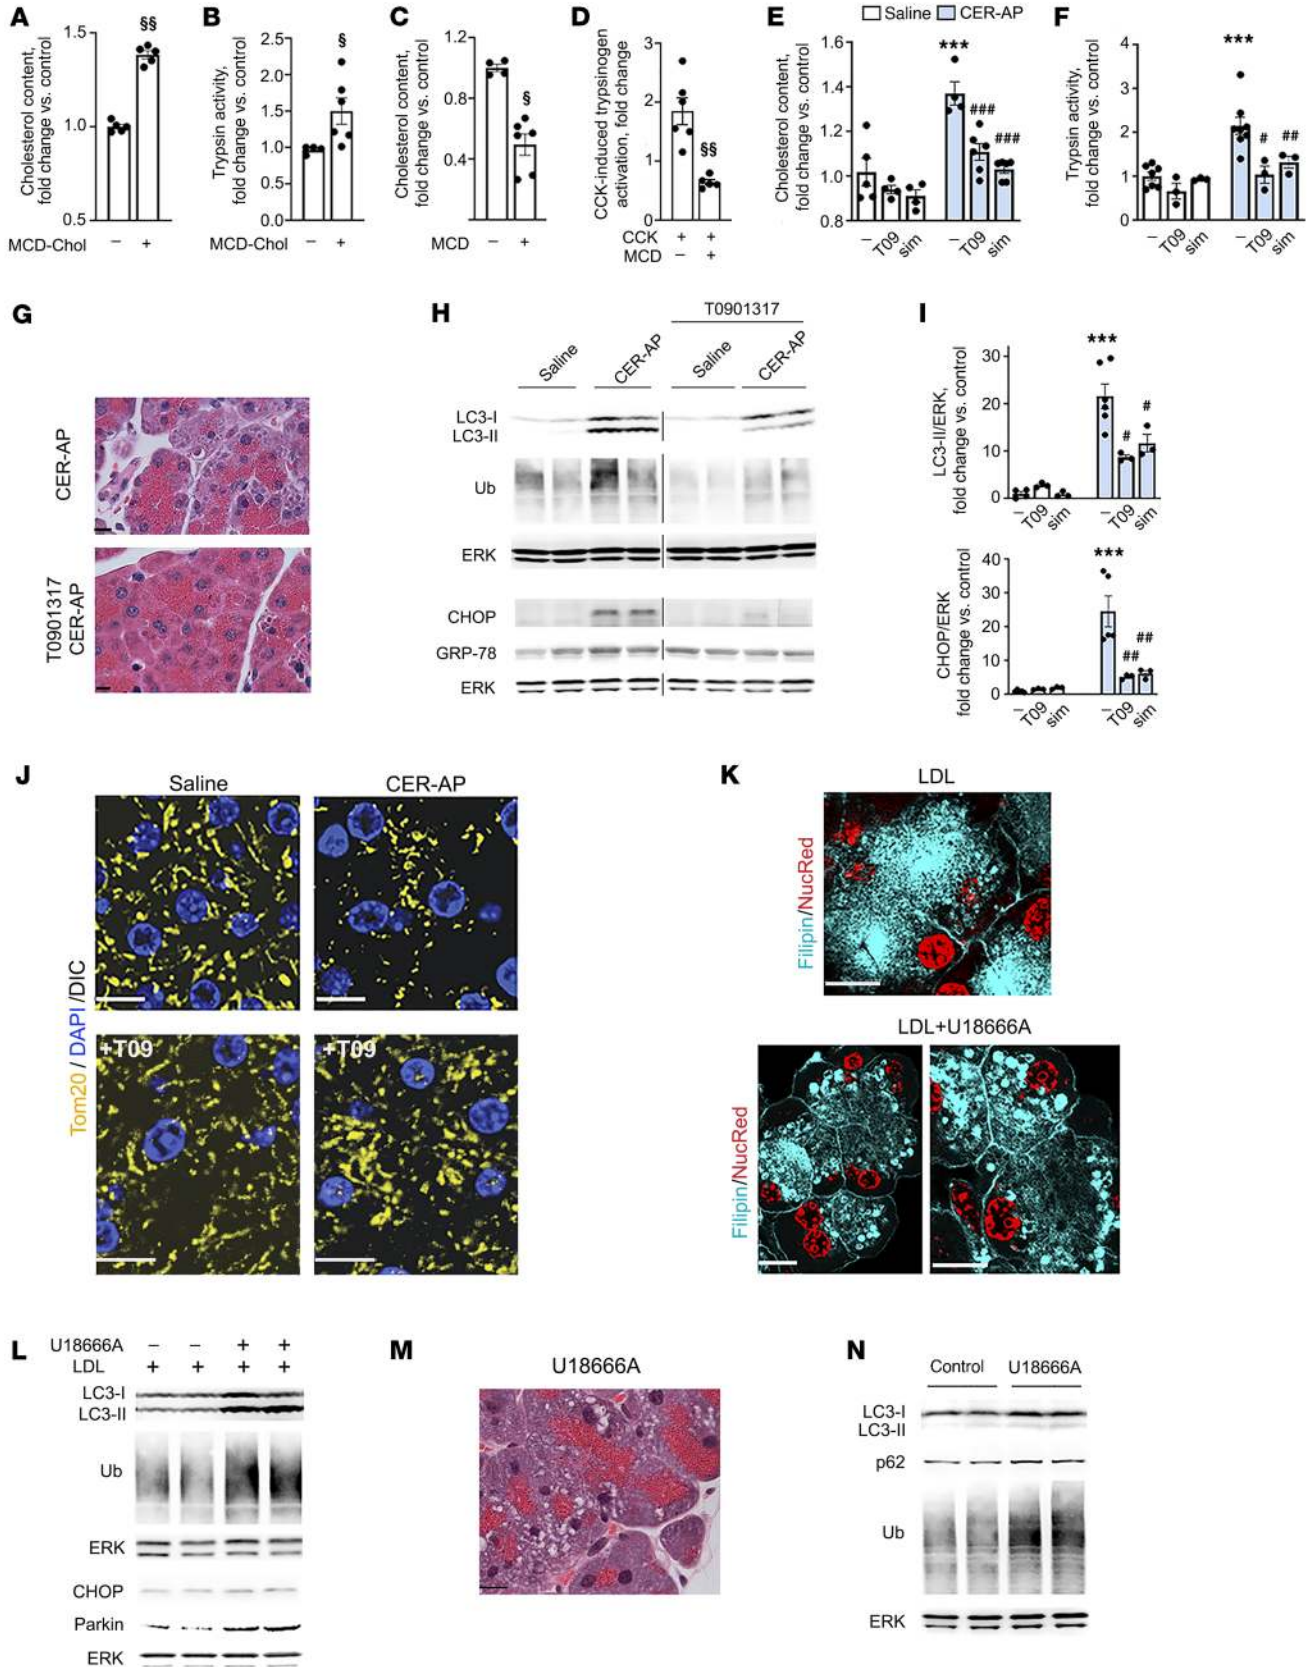 A
Cholesterol content,
fold change vs. control
1.5
1.0
0.5
§§
MCD-Chol
–
+
B
Trypsin activity,
fold change vs. control
2.5
2.0
1.5
1.0
0.5
0.0
§
MCD-Chol
–
+
C
Cholesterol content,
fold change vs. control
1.2
0.8
0.4
§
MCD
–
+
D
CCK-induced trypsinogen
activation, fold change
3
2
1
0
§§
CCK + +
MCD – +
Saline CER-AP
E
Cholesterol content,
fold change vs. control
1.6
1.4
1.2
1.0
0.8
***
###
###
– T09 sim – T09 sim
F
Trypsin activity,
fold change vs. control
4
3
2
1
0
***
#
##
– T09 sim – T09 sim
G
CER-AP
T0901317
CER-AP
H
T0901317
Saline CER-AP Saline CER-AP
LC3-I
LC3-II
Ub
ERK
CHOP
GRP-78
ERK
I
LC3-II/ERK,
fold change vs. control
30
20
10
0
***
#
#
– T09 sim – T09 sim
CHOP/ERK
fold change vs. control
40
30
20
10
0
***
##
##
– T09 sim – T09 sim
J
Saline CER-AP
Tom20 / DAPI /DIC
+T09 +T09
K
LDL
Filipin/NucRed
LDL+U18666A
Filipin/NucRed
L
U18666A – – + +
LDL + + + +
LC3-I
LC3-II
Ub
ERK
CHOP
Parkin
ERK
M
U18666A
N
Control U18666A
LC3-I
LC3-II
p62
Ub
ERK